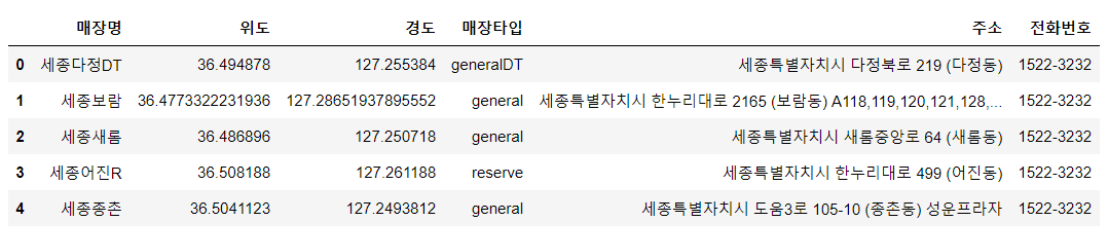 매장명 위도 경도 매장타입 주소 전화번호
0 세종다정DT 36.494878 127.255384 generalDT 세종특별자치시 다정북로 219 (다정동) 1522-3232
1 세종보람 36.4773322231936 127.28651937895552 general 세종특별자치시 한누리대로 2165 (보람동) A118,119,120,121,128,... 1522-3232
2 세종새롬 36.486896 127.250718 general 세종특별자치시 새롬중앙로 64 (새롬동) 1522-3232
3 세종어진R 36.508188 127.261188 reserve 세종특별자치시 한누리대로 499 (어진동) 1522-3232
4 세종종촌 36.5041123 127.2493812 general 세종특별자치시 도움3로 105-10 (종촌동) 성운프라자 1522-3232